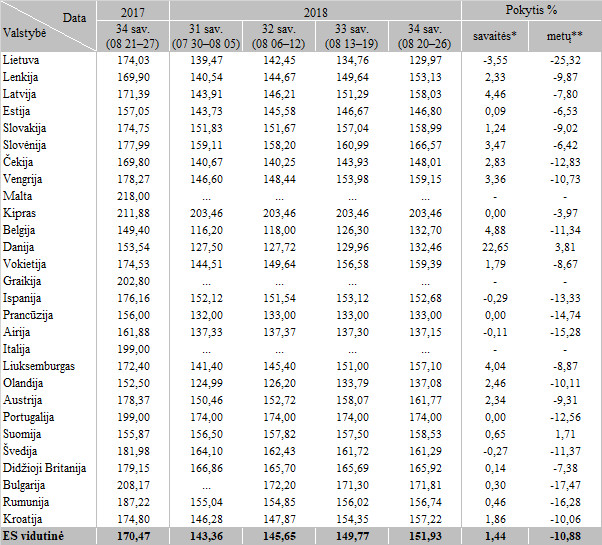 Data 2017 2018 Pokytis %
Valstybė 34 sav. (08 21–27) 31 sav. (07 30–08 05) 32 sav. (08 06–12) 33 sav. (08 13–19) 34 sav. (08 20–26) savaitės* metų**
Lietuva 174,03 139,47 142,45 134,76 129,97 -3,55 -25,32
Lenkija 169,90 140,54 144,67 149,64 153,13 2,33 -9,87
Latvija 171,39 143,91 146,21 151,29 158,03 4,46 -7,80
Estija 157,05 143,73 145,58 146,67 146,80 0,09 -6,53
Slovakija 174,75 151,83 151,67 157,04 158,99 1,24 -9,02
Slovėnija 177,99 159,11 158,20 160,99 166,57 3,47 -6,42
Čekija 169,80 140,67 140,25 143,93 148,01 2,83 -12,83
Vengrija 178,27 146,60 148,44 153,98 159,15 3,36 -10,73
Malta 218,00 ... ... ... ... - -
Kipras 211,88 203,46 203,46 203,46 203,46 0,00 -3,97
Belgija 149,40 116,20 118,00 126,30 132,70 4,88 -11,34
Danija 153,54 127,50 127,72 129,96 132,46 22,65 3,81
Vokietija 174,53 144,51 149,64 156,58 159,39 1,79 -8,67
Graikija 202,80 ... ... ... ... - -
Ispanija 176,16 152,12 151,54 153,12 152,68 -0,29 -13,33
Prancūzija 156,00 132,00 133,00 133,00 133,00 0,00 -14,74
Airija 161,88 137,33 137,37 137,30 137,15 -0,11 -15,28
Italija 199,00 ... ... ... ... - -
Liuksemburgas 172,40 141,40 145,40 151,00 157,10 4,04 -8,87
Olandija 152,50 124,99 126,20 133,79 137,08 2,46 -10,11
Austrija 178,37 150,46 152,72 158,07 161,77 2,34 -9,31
Portugalija 199,00 174,00 174,00 174,00 174,00 0,00 -12,56
Suomija 155,87 156,50 157,82 157,50 158,53 0,65 1,71
Švedija 181,98 164,10 162,43 161,72 161,29 -0,27 -11,37
Didžioji Britanija 179,15 166,86 165,70 165,69 165,92 0,14 -7,38
Bulgarija 208,17 ... 172,20 171,30 171,81 0,30 -17,47
Rumunija 187,22 155,04 154,85 156,02 156,74 0,46 -16,28
Kroatija 174,80 146,28 147,87 154,35 157,22 1,86 -10,06
ES vidutinė 170,47 143,36 145,65 149,77 151,93 1,44 -10,88